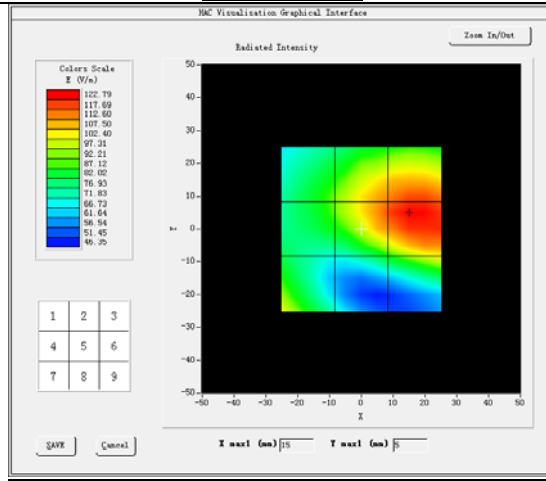 HAC Visualisation Graphical Interface
Zoom In/Out
Radiated Intensity
Colors Scale
E (V/m)
122.79
117.69
112.60
107.50
102.40
97.31
92.21
87.12
82.02
76.93
71.83
66.73
61.64
56.54
51.45
46.35
50
40
30
20
10
0
-10
-20
-30
-40
-50
Y
-50 -40 -30 -20 -10 0 10 20 30 40 50
X
1 2 3
4 5 6
7 8 9
SAVE
Cancel
X max1 (mm) 15
Y max1 (mm) 5